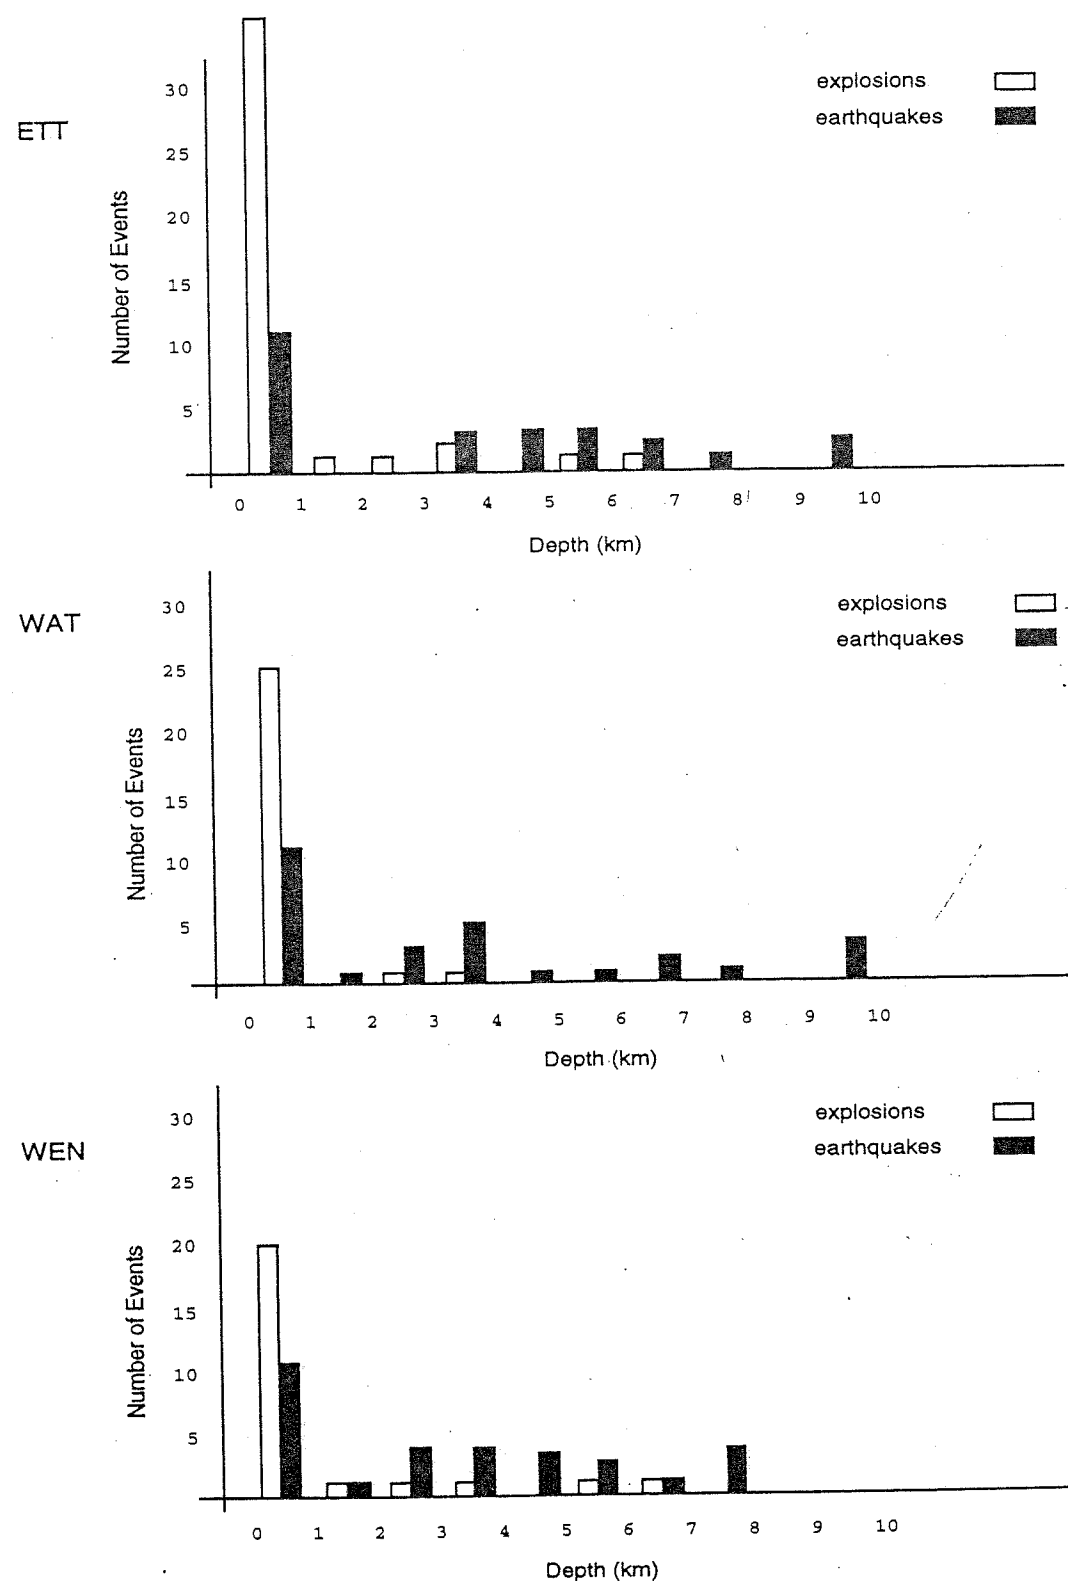 30
explosions
earthquakes
ETT
25
20
15
10
5
Number of Events
0 1 2 3 4 5 6 7 8 9 10
Depth (km)
30
explosions
WAT
earthquakes
25
20
15
10
5
Number of Events
0 1 2 3 4 5 6 7 8 9 10
Depth (km)
30
explosions
earthquakes
WEN
25
20
15
10
5
Number of Events
0 1 2 3 4 5 6 7 8 9 10
Depth (km)